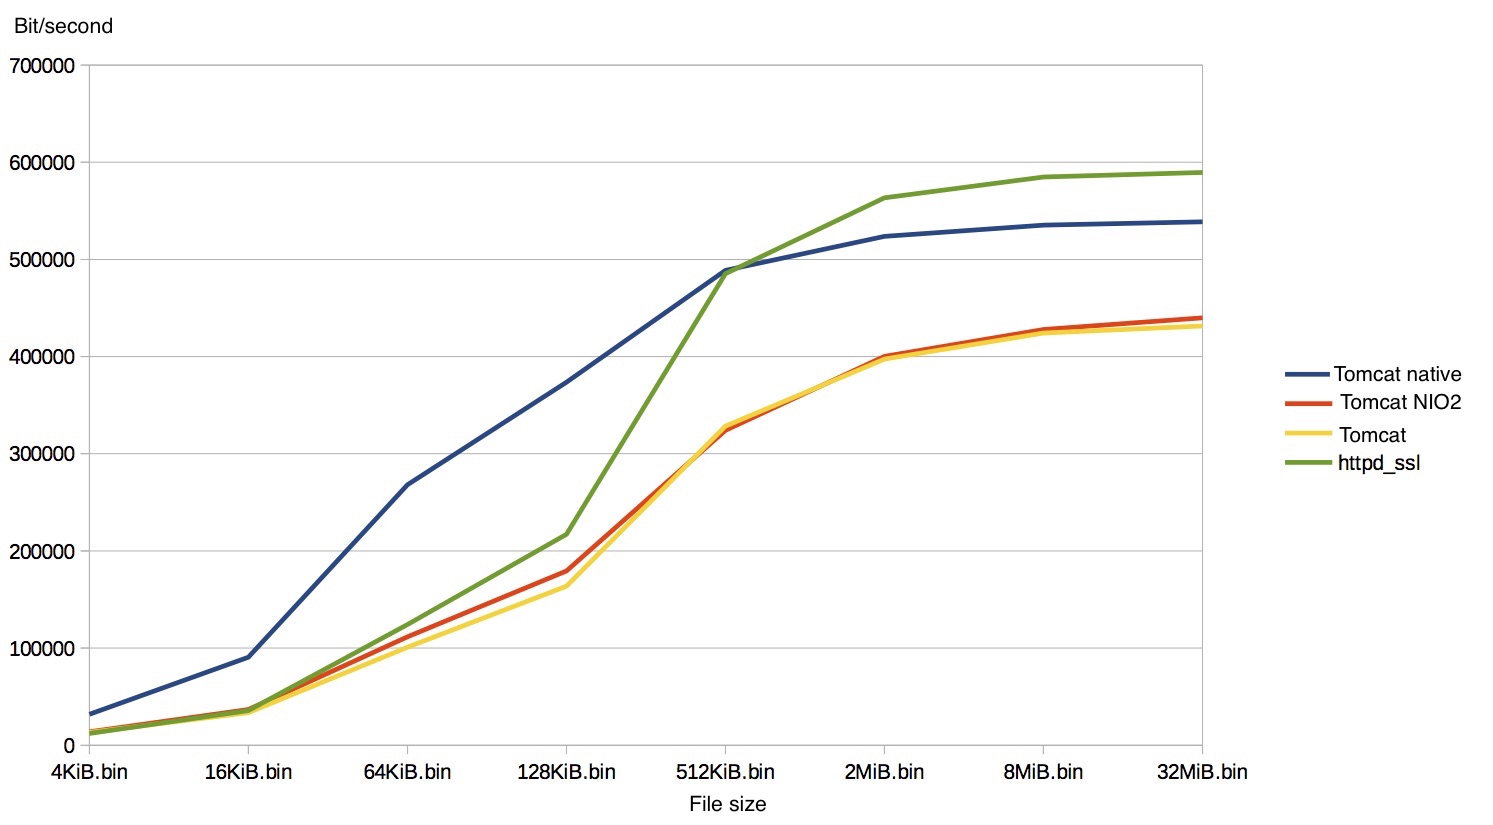 Bit/second
700000
600000
500000
400000
300000
200000
100000
0
4KiB.bin 16KiB.bin 64KiB.bin 128KiB.bin 512KiB.bin 2MiB.bin 8MiB.bin 32MiB.bin
File size
Tomcat native
Tomcat NIO2
Tomcat
httpd_ssl